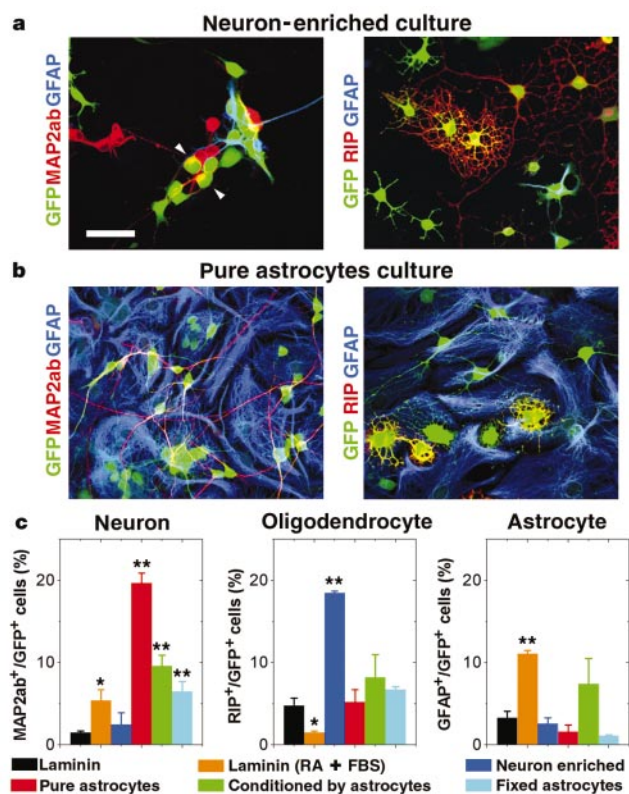 a
Neuron-enriched culture
GFP MAP2ab GFAP
GFP RIP GFAP
b
Pure astrocytes culture
GFP MAP2ab GFAP
GFP RIP GFAP
c
Neuron
Oligodendrocyte
Astrocyte
MAP2ab+/GFP+ cells (%)
20
10
0
*
**
**
**
RIP+/GFP+ cells (%)
20
10
0
*
**
GFAP+/GFP+ cells (%)
20
10
0
**
Laminin
Laminin (RA + FBS)
Neuron enriched
Pure astrocytes
Conditioned by astrocytes
Fixed astrocytes